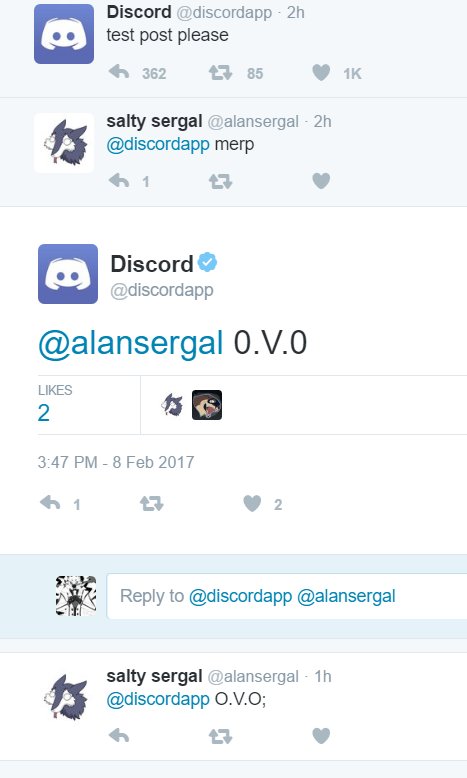 Discord @discordapp · 2h
test post please
362 85 1K
salty sergal @alansergal · 2h
@discordapp merp
1
Discord
@discordapp
@alansergal 0.V.0
LIKES
2
3:47 PM - 8 Feb 2017
1 2
Reply to @discordapp @alansergal
salty sergal @alansergal · 1h
@discordapp O.V.O;